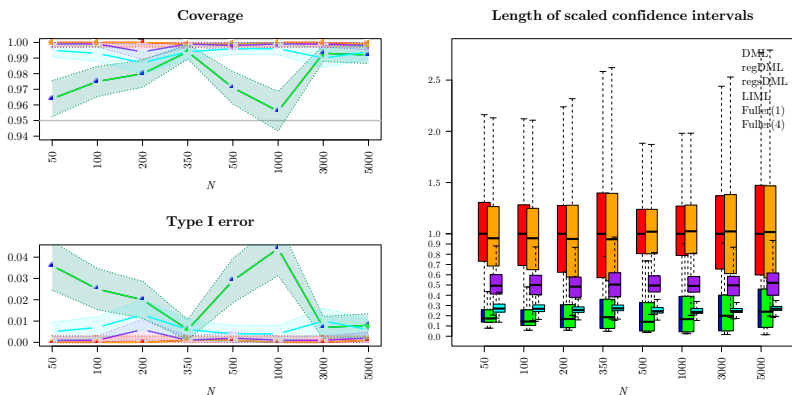 Coverage
1.00
0.99
0.98
0.97
0.96
0.95
0.94
50 100 200 350 500 1000 3000 5000
N
Type I error
0.04
0.03
0.02
0.01
0.00
50 100 200 350 500 1000 3000 5000
N
Length of scaled confidence intervals
DML
regDML
regsDML
LIML
Fuller(1)
Fuller(4)
2.5
2.0
1.5
1.0
0.9
0.8
0.7
0.6
0.5
0.4
0.3
0.2
0.1
0.0
50 100 200 350 500 1000 3000 5000
N